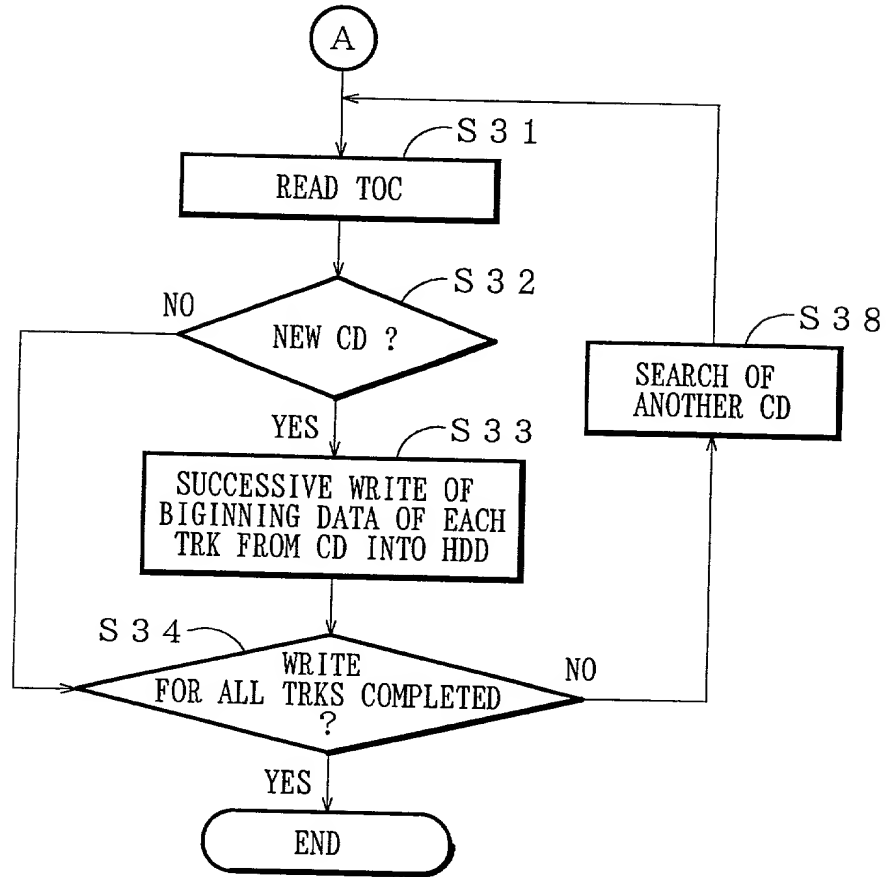 A
S31
READ TOC
S32
NO
NEW CD ?
S38
SEARCH OF
ANOTHER CD
YES
S33
SUCCESSIVE WRITE OF
BIGINNING DATA OF EACH
TRK FROM CD INTO HDD
S34
WRITE
FOR ALL TRKS COMPLETED
?
NO
YES
END